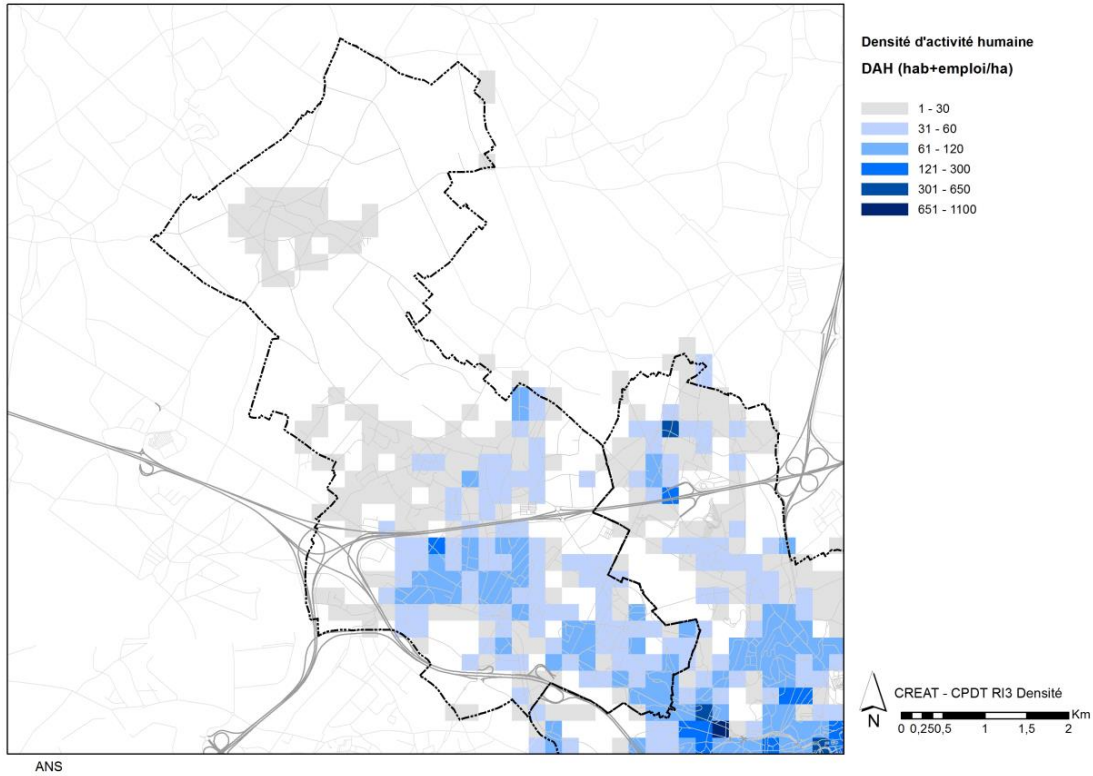 Densité d'activité humaine
DAH (hab+emploi/ha)
1 - 30
31 - 60
61 - 120
121 - 300
301 - 650
651 - 1100
CREAT - CPDT RI3 Densité
N
0 0,250,5 1 1,5 2 Km
ANS